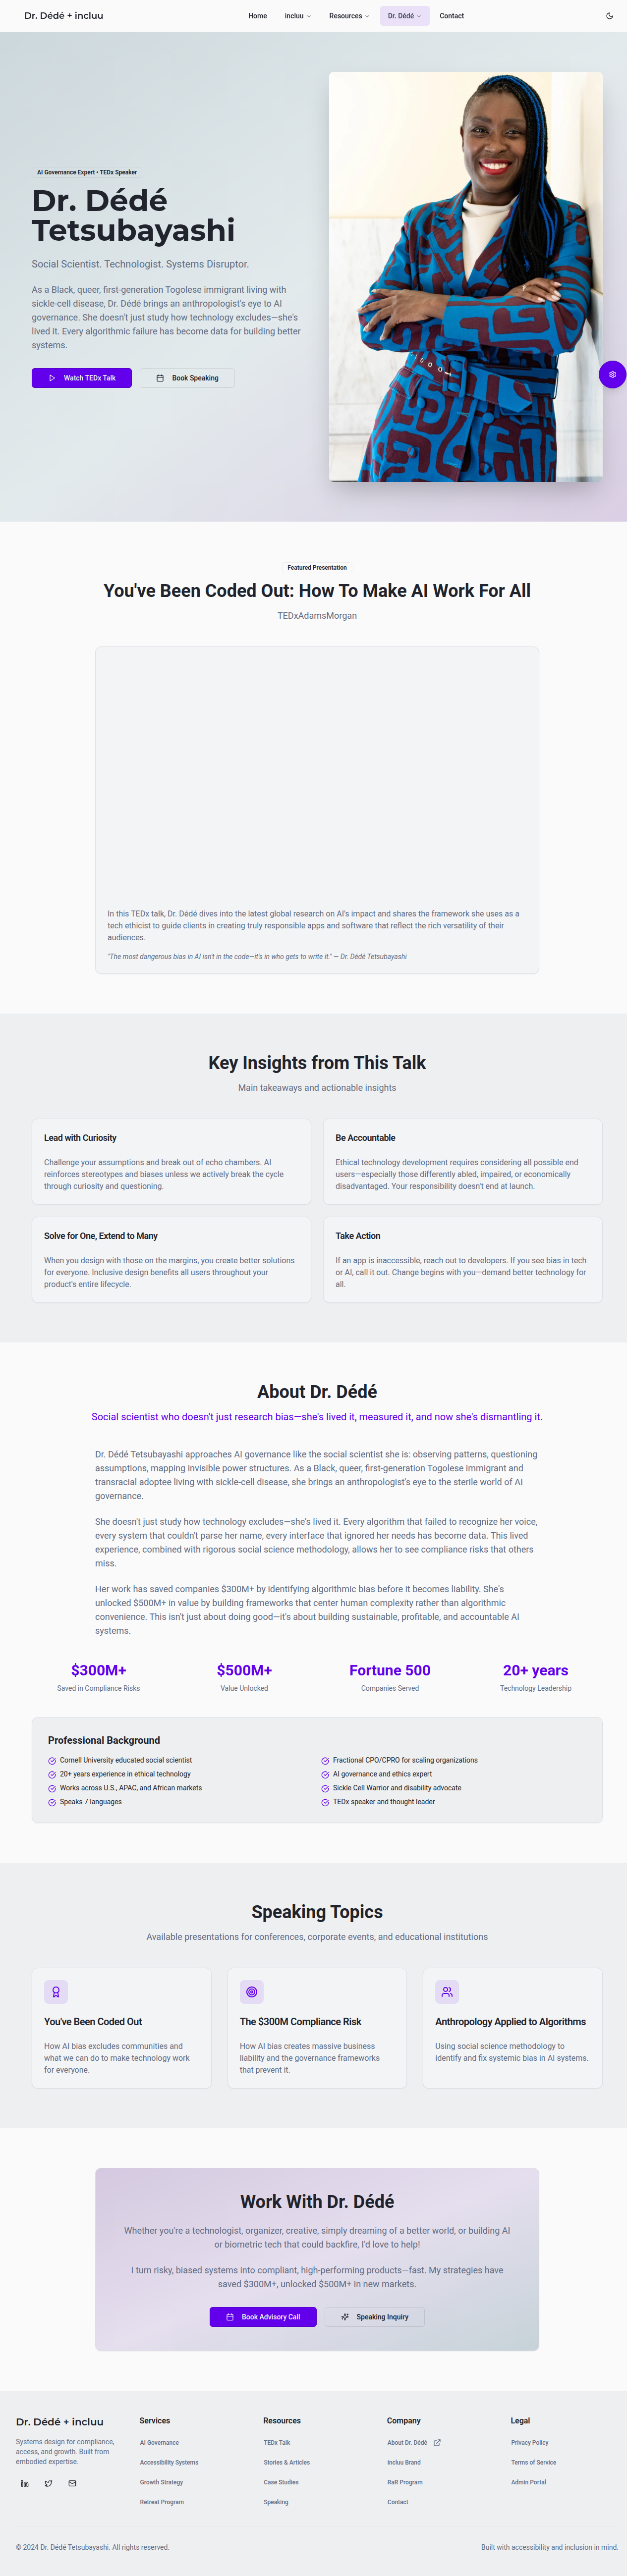 Dr. Dédé + incluu
Home
incluu
Resources
Dr. Dédé
Contact
AI Governance Expert • TEDx Speaker
Dr. Dédé
Tetsubayashi
Social Scientist. Technologist. Systems Disruptor.
As a Black, queer, first-generation Togolese immigrant living with
sickle-cell disease, Dr. Dédé brings an anthropologist's eye to AI
governance. She doesn't just study how technology excludes—she's
lived it. Every algorithmic failure has become data for building better
systems.
Watch TEDx Talk
Book Speaking
Featured Presentation
You've Been Coded Out: How To Make AI Work For All
TEDxAdamsMorgan
In this TEDx talk, Dr. Dédé dives into the latest global research on AI's impact and shares the framework she uses as a
tech ethicist to guide clients in creating truly responsible apps and software that reflect the rich versatility of their
audiences.
"The most dangerous bias in AI isn't in the code—it's in who gets to write it." — Dr. Dédé Tetsubayashi
Key Insights from This Talk
Main takeaways and actionable insights
Lead with Curiosity
Challenge your assumptions and break out of echo chambers. AI
reinforces stereotypes and biases unless we actively break the cycle
through curiosity and questioning.
Be Accountable
Ethical technology development requires considering all possible end
users—especially those differently abled, impaired, or economically
disadvantaged. Your responsibility doesn't end at launch.
Solve for One, Extend to Many
When you design with those on the margins, you create better solutions
for everyone. Inclusive design benefits all users throughout your
product's entire lifecycle.
Take Action
If an app is inaccessible, reach out to developers. If you see bias in tech
or AI, call it out. Change begins with you—demand better technology for
all.
About Dr. Dédé
Social scientist who doesn't just research bias—she's lived it, measured it, and now she's dismantling it.
Dr. Dédé Tetsubayashi approaches AI governance like the social scientist she is: observing patterns, questioning
assumptions, mapping invisible power structures. As a Black, queer, first-generation Togolese immigrant and
transracial adoptee living with sickle-cell disease, she brings an anthropologist's eye to the sterile world of AI
governance.
She doesn't just study how technology excludes—she's lived it. Every algorithm that failed to recognize her voice,
every system that couldn't parse her name, every interface that ignored her needs has become data. This lived
experience, combined with rigorous social science methodology, allows her to see compliance risks that others
miss.
Her work has saved companies $300M+ by identifying algorithmic bias before it becomes liability. She's
unlocked $500M+ in value by building frameworks that center human complexity rather than algorithmic
convenience. This isn't just about doing good—it's about building sustainable, profitable, and accountable AI
systems.
$300M+
Saved in Compliance Risks
$500M+
Value Unlocked
Fortune 500
Companies Served
20+ years
Technology Leadership
Professional Background
Cornell University educated social scientist
20+ years experience in ethical technology
Works across U.S., APAC, and African markets
Speaks 7 languages
Fractional CPO/CPRO for scaling organizations
AI governance and ethics expert
Sickle Cell Warrior and disability advocate
TEDx speaker and thought leader
Speaking Topics
Available presentations for conferences, corporate events, and educational institutions
You've Been Coded Out
How AI bias excludes communities and
what we can do to make technology work
for everyone.
The $300M Compliance Risk
How AI bias creates massive business
liability and the governance frameworks
that prevent it.
Anthropology Applied to Algorithms
Using social science methodology to
identify and fix systemic bias in AI systems.
Work With Dr. Dédé
Whether you're a technologist, organizer, creative, simply dreaming of a better world, or building AI
or biometric tech that could backfire, I'd love to help!
I turn risky, biased systems into compliant, high-performing products—fast. My strategies have
saved $300M+, unlocked $500M+ in new markets.
Book Advisory Call
Speaking Inquiry
Dr. Dédé + incluu
Systems design for compliance,
access, and growth. Built from
embodied expertise.
Services
AI Governance
Accessibility Systems
Growth Strategy
Retreat Program
Resources
TEDx Talk
Stories & Articles
Case Studies
Speaking
Company
About Dr. Dédé
Incluu Brand
RaR Program
Contact
Legal
Privacy Policy
Terms of Service
Admin Portal
© 2024 Dr. Dédé Tetsubayashi. All rights reserved.
Built with accessibility and inclusion in mind.